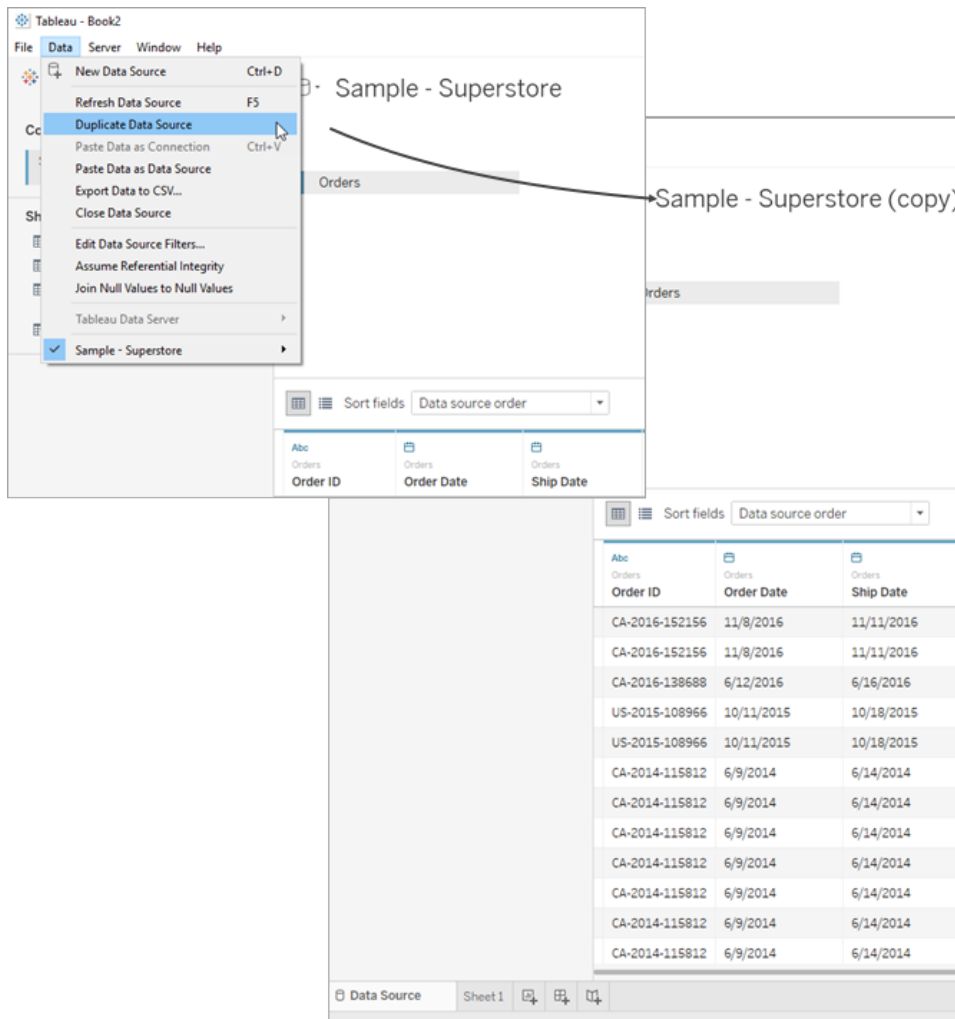 Tableau - Book2
File Data Server Window Help
New Data Source Ctrl+D
Refresh Data Source F5
Duplicate Data Source
Paste Data as Connection Ctrl+V
Paste Data as Data Source
Export Data to CSV...
Close Data Source
Edit Data Source Filters...
Assume Referential Integrity
Join Null Values to Null Values
Tableau Data Server
Sample - Superstore
Co
Sh
Sample - Superstore
Orders
Sort fields Data source order
Abc
Orders Orders Orders
Order ID Order Date Ship Date
Sample - Superstore (copy)
Orders
Sort fields Data source order
Abc
Orders Orders Orders
Order ID Order Date Ship Date
CA-2016-152156 11/8/2016 11/11/2016
CA-2016-152156 11/8/2016 11/11/2016
CA-2016-138688 6/12/2016 6/16/2016
US-2015-108966 10/11/2015 10/18/2015
US-2015-108966 10/11/2015 10/18/2015
CA-2014-115812 6/9/2014 6/14/2014
CA-2014-115812 6/9/2014 6/14/2014
CA-2014-115812 6/9/2014 6/14/2014
CA-2014-115812 6/9/2014 6/14/2014
CA-2014-115812 6/9/2014 6/14/2014
CA-2014-115812 6/9/2014 6/14/2014
CA-2014-115812 6/9/2014 6/14/2014
Data Source Sheet 1